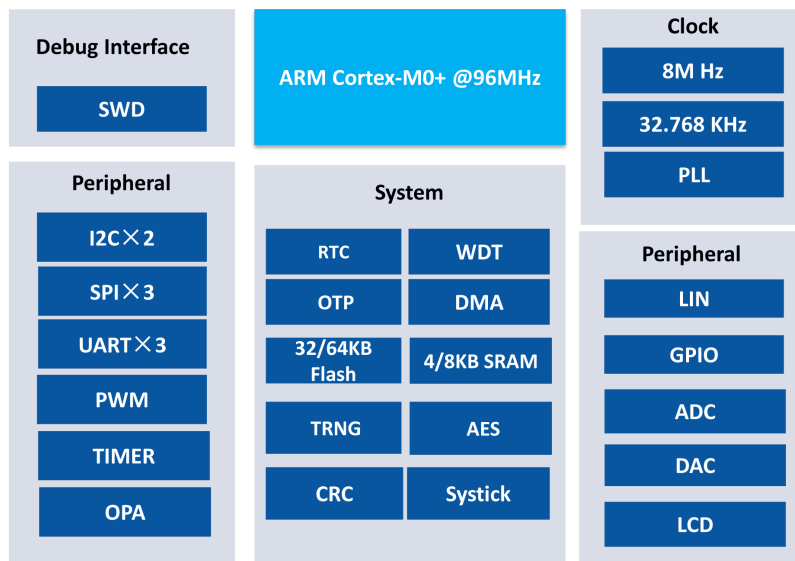 Debug Interface
SWD
ARM Cortex-M0+ @96MHz
Clock
8M Hz
32.768 KHz
PLL
Peripheral
I2C×2
SPI×3
UART×3
PWM
TIMER
OPA
System
RTC
WDT
OTP
DMA
32/64KB
Flash
4/8KB SRAM
TRNG
AES
CRC
Systick
Peripheral
LIN
GPIO
ADC
DAC
LCD